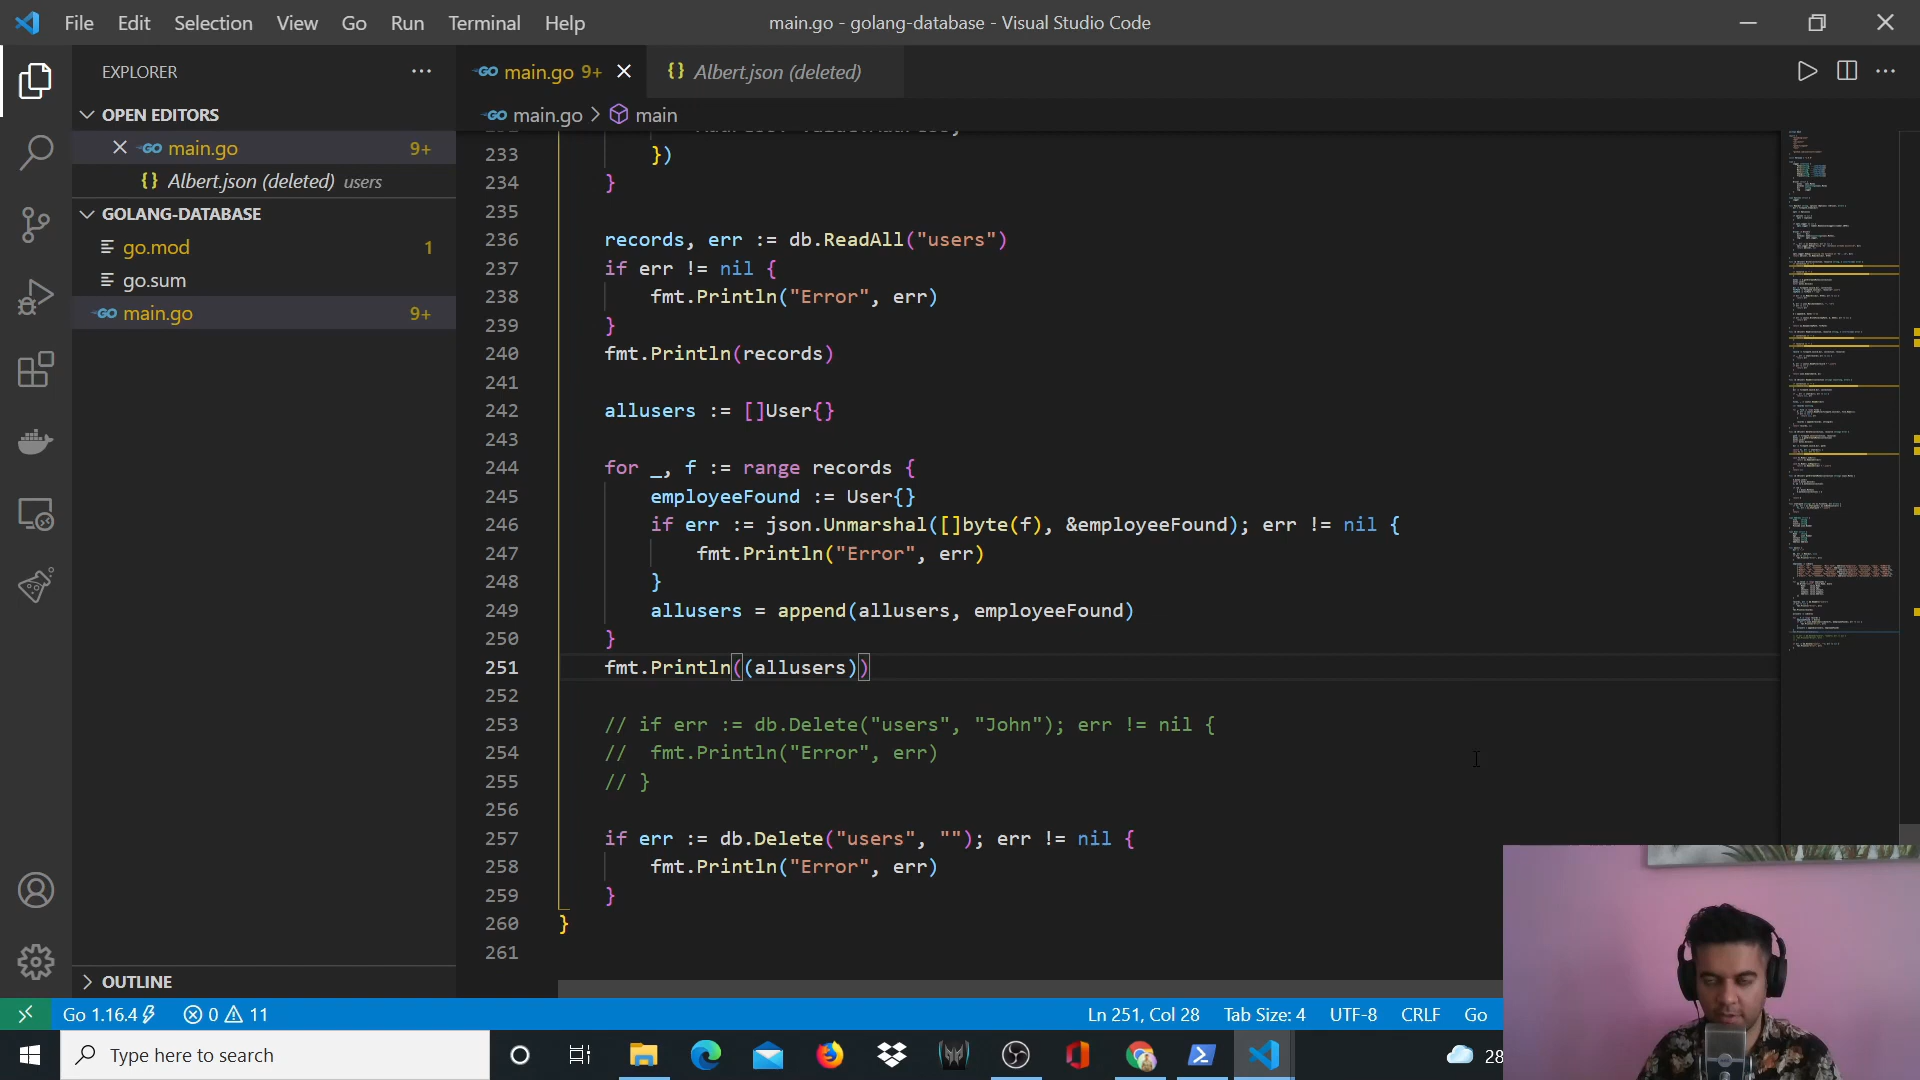 File Edit Selection View Go Run Terminal Help
main.go - golang-database - Visual Studio Code
EXPLORER
OPEN EDITORS
main.go 9+
Albert.json (deleted) users
GOLANG-DATABASE
go.mod 1
go.sum
main.go 9+
OUTLINE
main.go 9+
Albert.json (deleted)
main.go > main
233 })
234 }
235
236 records, err := db.ReadAll("users")
237 if err != nil {
238 fmt.Println("Error", err)
239 }
240 fmt.Println(records)
241
242 allusers := []User{}
243
244 for _, f := range records {
245 employeeFound := User{}
246 if err := json.Unmarshal([]byte(f), &employeeFound); err != nil {
247 fmt.Println("Error", err)
248 }
249 allusers = append(allusers, employeeFound)
250 }
251 fmt.Println((allusers))
252
253 // if err := db.Delete("users", "John"); err != nil {
254 // fmt.Println("Error", err)
255 // }
256
257 if err := db.Delete("users", ""); err != nil {
258 fmt.Println("Error", err)
259 }
260 }
261
Go 1.16.4 0 11
Ln 251, Col 28 Tab Size: 4 UTF-8 CRLF Go
Type here to search
28